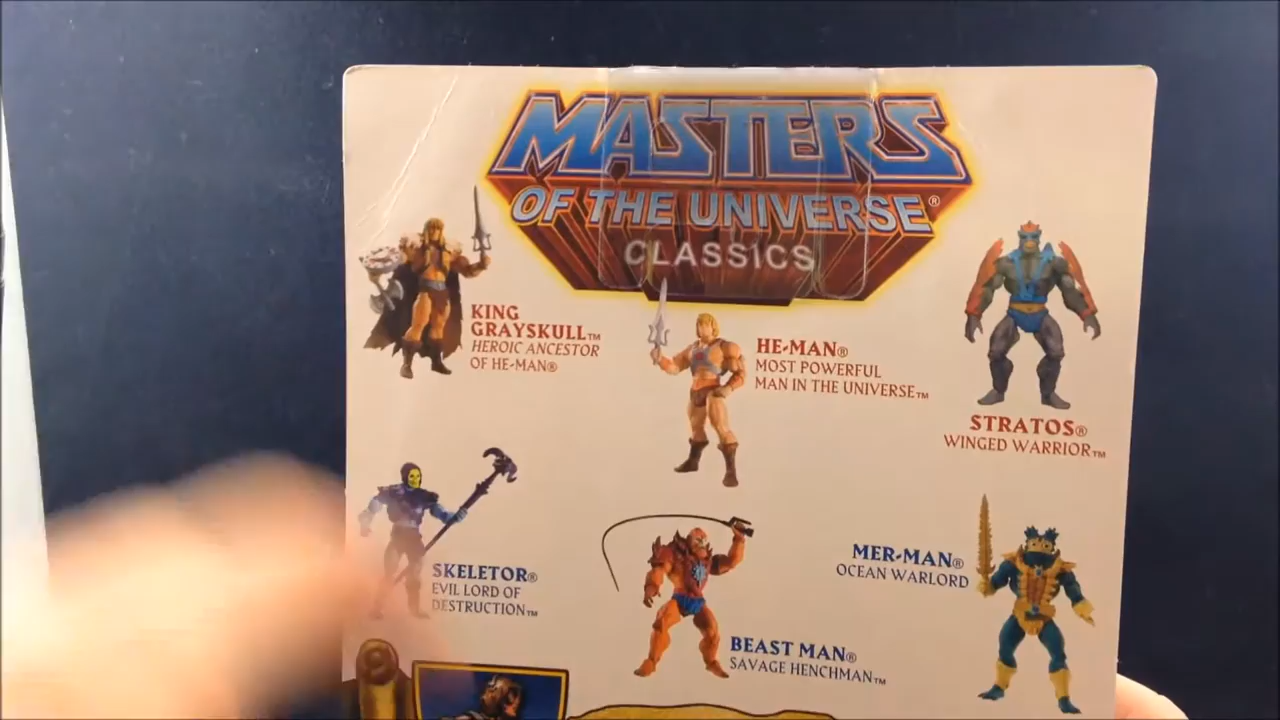 MASTERS
OF THE UNIVERSE®
CLASSICS
KING
GRAYSKULL™
HEROIC ANCESTOR
OF HE-MAN®
HE-MAN®
MOST POWERFUL
MAN IN THE UNIVERSE™
STRATOS®
WINGED WARRIOR™
SKELETOR®
EVIL LORD OF
DESTRUCTION™
BEAST MAN®
SAVAGE HENCHMAN™
MER-MAN®
OCEAN WARLORD